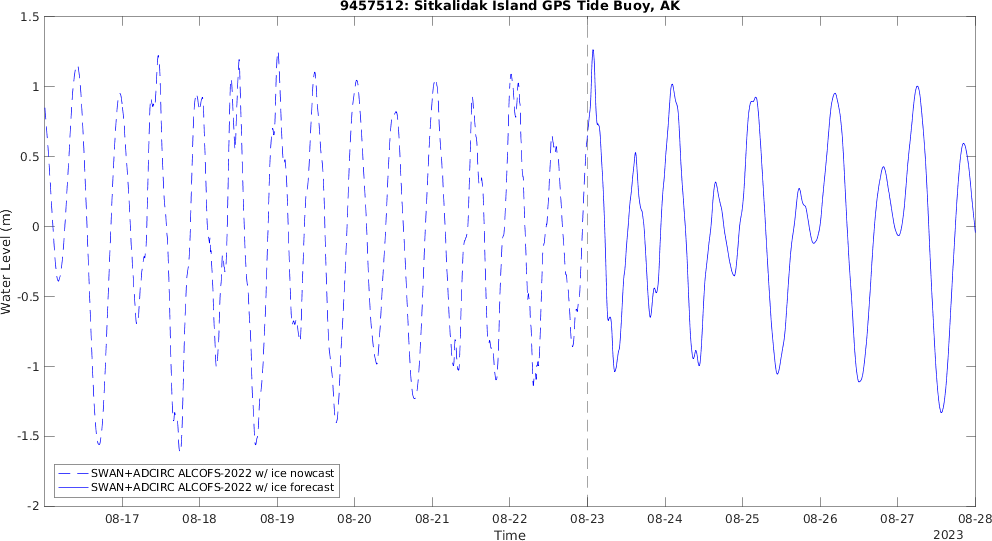 9457512: Sitkalidak Island GPS Tide Buoy, AK
1.5
1
0.5
0
-0.5
-1
-1.5
-2
Water Level (m)
SWAN+ADCIRC ALCOFS-2022 w/ ice nowcast
SWAN+ADCIRC ALCOFS-2022 w/ ice forecast
08-17 08-18 08-19 08-20 08-21 08-22 08-23 08-24 08-25 08-26 08-27 08-28
Time
2023